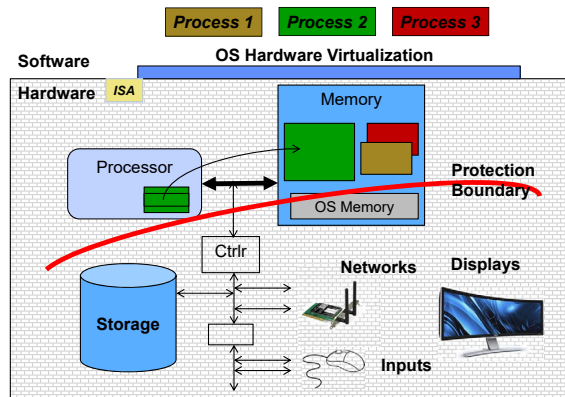 Process 1 Process 2 Process 3
OS Hardware Virtualization
Software
Hardware ISA
Memory
Processor
Protection
Boundary
OS Memory
Ctrlr
Networks Displays
Storage
Inputs